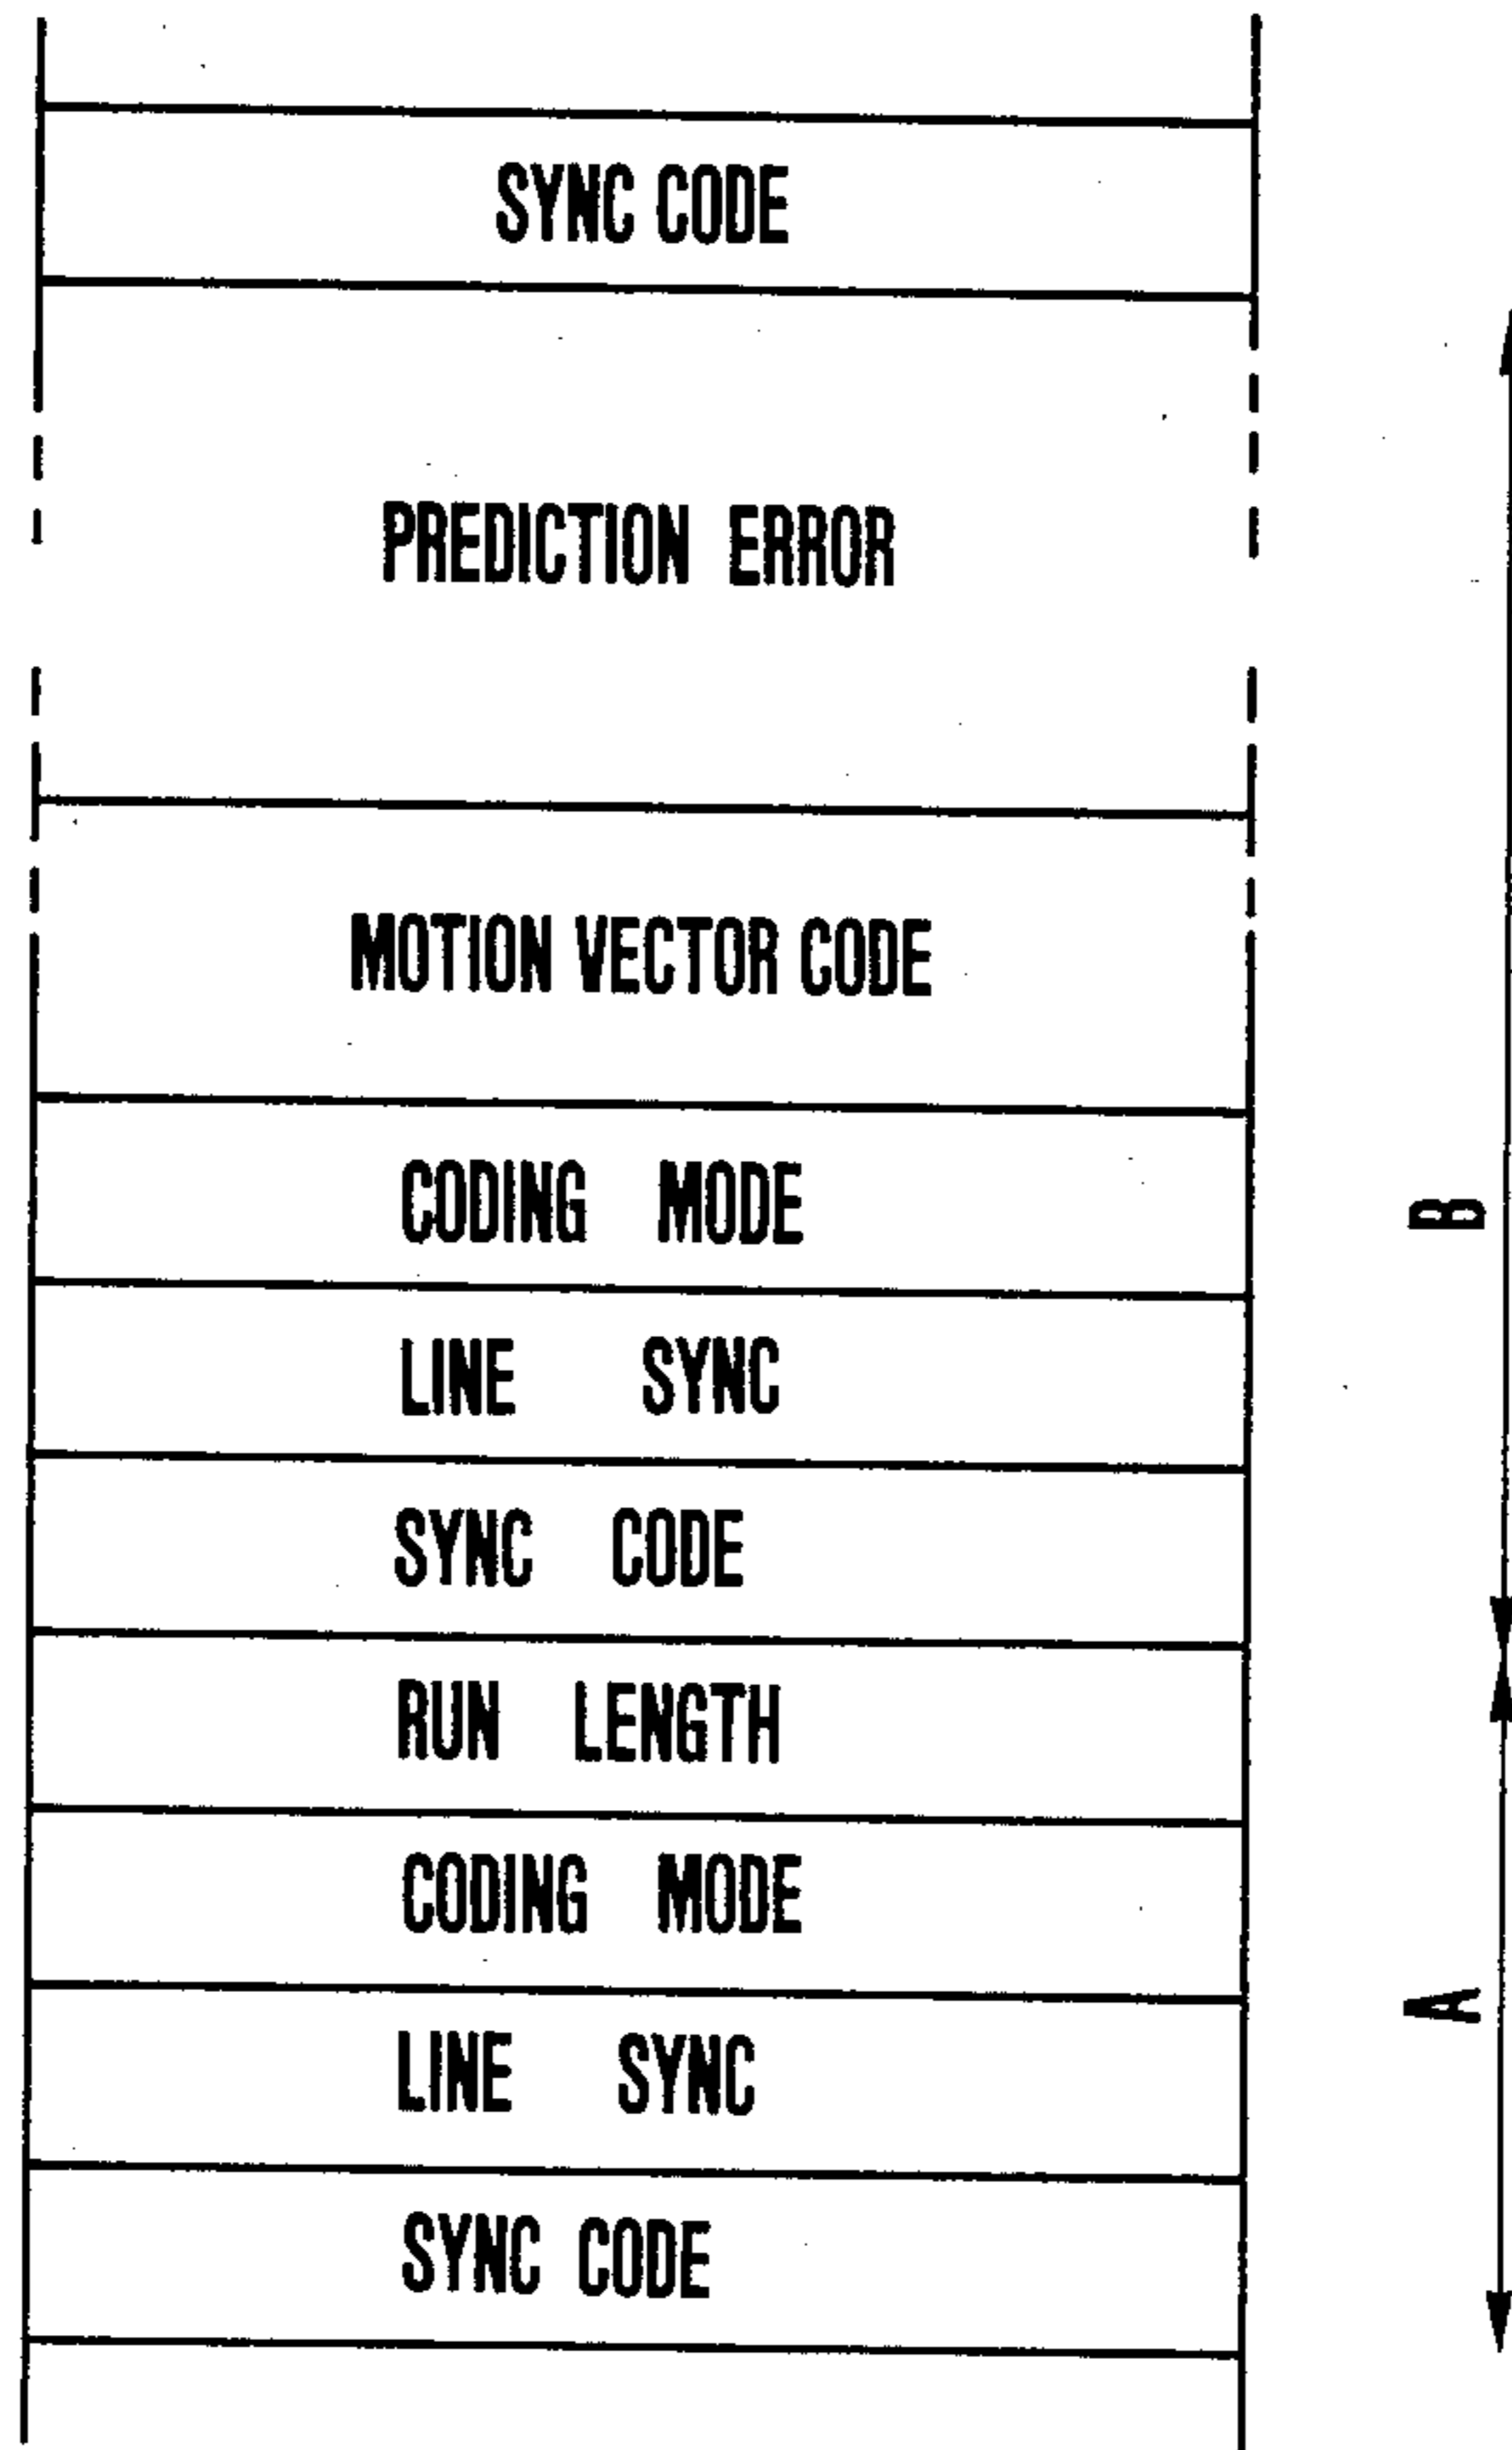 SYNC CODE
PREDICTION ERROR
MOTION VECTOR CODE
CODING MODE
LINE SYNC
SYNC CODE
RUN LENGTH
CODING MODE
LINE SYNC
SYNC CODE
B
A